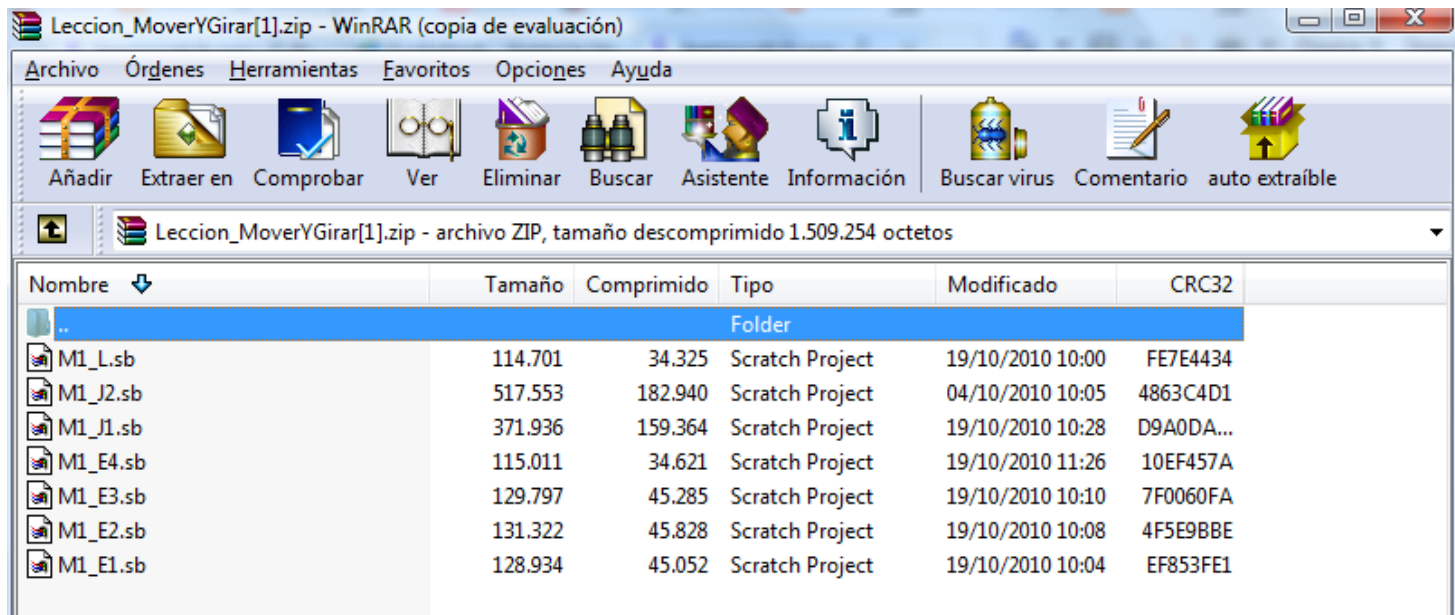 Leccion_MoverYGirar[1].zip - WinRAR (copia de evaluación)
Archivo Órdenes Herramientas Favoritos Opciones Ayuda
Añadir Extraer en Comprobar Ver Eliminar Buscar Asistente Información Buscar virus Comentario auto extraíble
Leccion_MoverYGirar[1].zip - archivo ZIP, tamaño descomprimido 1.509.254 octetos
Nombre Tamaño Comprimido Tipo Modificado CRC32
.. Folder
M1_L.sb 114.701 34.325 Scratch Project 19/10/2010 10:00 FE7E4434
M1_J2.sb 517.553 182.940 Scratch Project 04/10/2010 10:05 4863C4D1
M1_J1.sb 371.936 159.364 Scratch Project 19/10/2010 10:28 D9A0DA...
M1_E4.sb 115.011 34.621 Scratch Project 19/10/2010 11:26 10EF457A
M1_E3.sb 129.797 45.285 Scratch Project 19/10/2010 10:10 7F0060FA
M1_E2.sb 131.322 45.828 Scratch Project 19/10/2010 10:08 4F5E9BBE
M1_E1.sb 128.934 45.052 Scratch Project 19/10/2010 10:04 EF853FE1